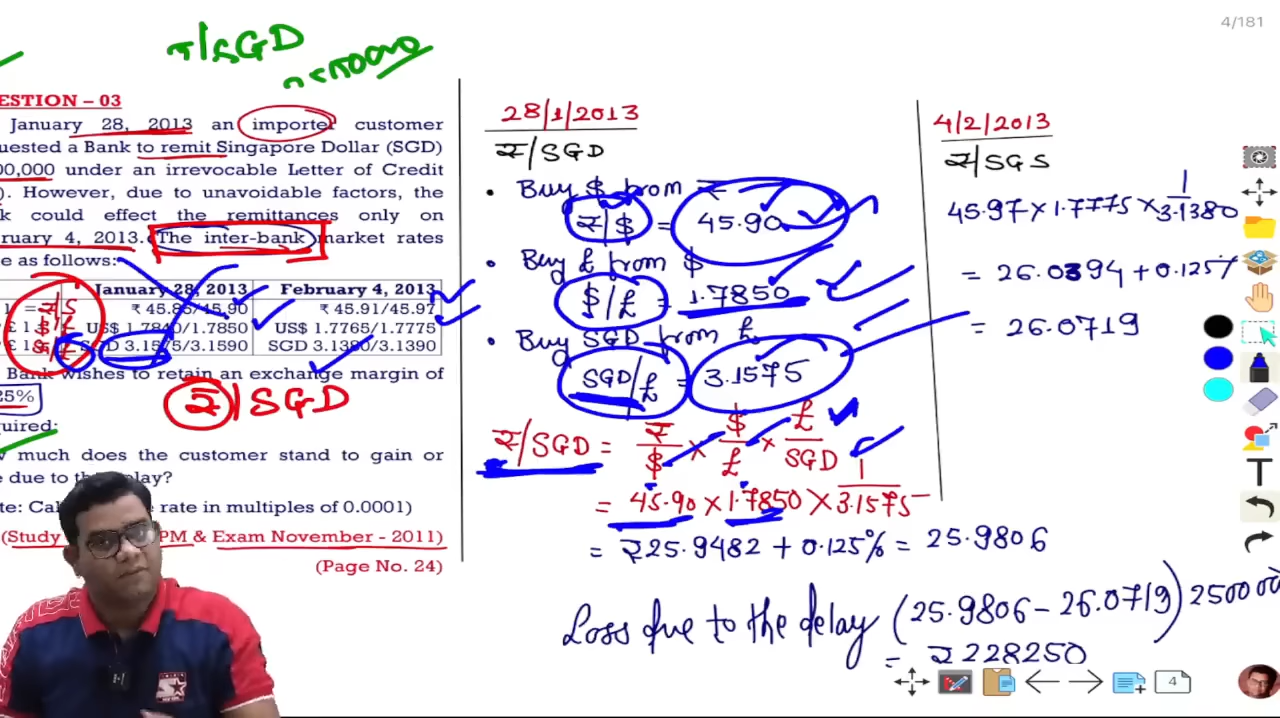 4/181
₹/SGD
ESTION – 03
January 28, 2013 an importer customer
uested a Bank to remit Singapore Dollar (SGD)
00,000 under an irrevocable Letter of Credit
). However, due to unavoidable factors, the
k could effect the remittances only on
ruary 4, 2013. The inter-bank market rates
e as follows:
January 28, 2013 February 4, 2013
1 = ₹/$ ₹ 45.85/45.90 ₹ 45.91/45.97
£ 1 $/£ US$ 1.7840/1.7850 US$ 1.7765/1.7775
£ 1 SGD 3.1575/3.1590 SGD 3.1380/3.1390
Bank wishes to retain an exchange margin of
25%
₹/SGD
quired:
w much does the customer stand to gain or
e due to the delay?
te: Cal rate in multiples of 0.0001)
(Study PM & Exam November - 2011)
(Page No. 24)
28/1/2013
₹/SGD
• Buy $ from ₹
₹/$ = 45.90
• Buy £ from $
$/£ = 1.7850
• Buy SGD from £
SGD/£ = 3.1575
₹/SGD = ₹/$ × $/£ × £/SGD
= 45.90 × 1.7850 × 1/3.1575
= ₹25.9482 + 0.125% = 25.9806
4/2/2013
₹/SGS
45.97 × 1.7775 × 1/3.1380
= 26.0394 + 0.125%
= 26.0719
Loss due to the delay (25.9806 – 26.0719) 2500000
= ₹ 228250
4